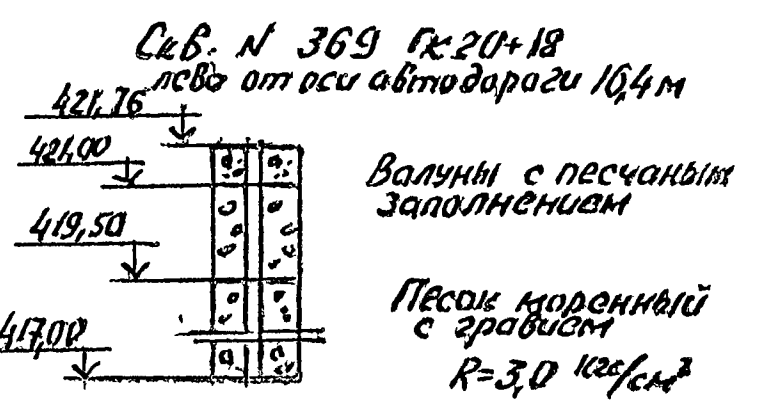 Скв. N 369 ГК 20+18
лево от оси автодороги 16,4 м
421,76
421,00
419,50
417,00
Валуны с песчаным
заполнением
Песок моренный
с гравием
R=3,0 кгс/см²